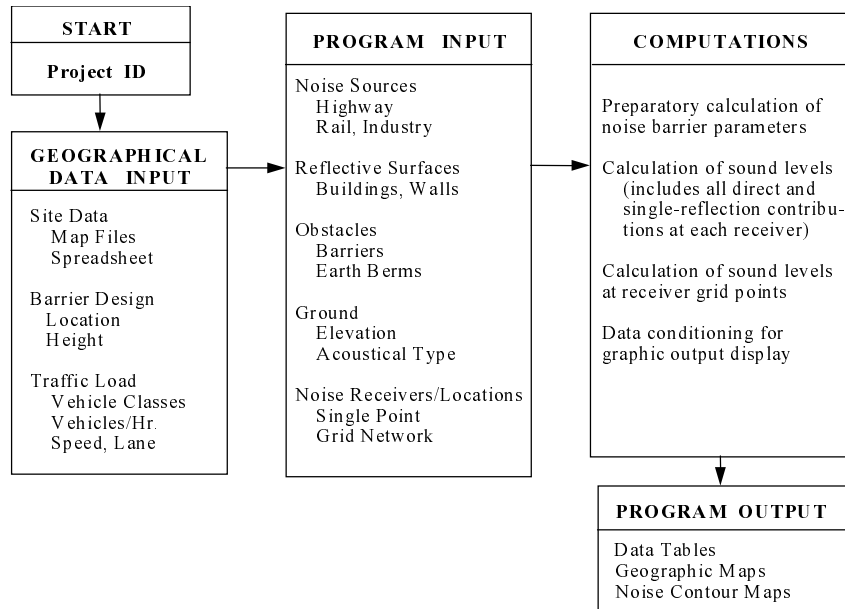 START
Project ID
GEOGRAPHICAL
DATA INPUT
Site Data
Map Files
Spreadsheet
Barrier Design
Location
Height
Traffic Load
Vehicle Classes
Vehicles/Hr.
Speed, Lane
PROGRAM INPUT
Noise Sources
Highway
Rail, Industry
Reflective Surfaces
Buildings, Walls
Obstacles
Barriers
Earth Berms
Ground
Elevation
Acoustical Type
Noise Receivers/Locations
Single Point
Grid Network
COMPUTATIONS
Preparatory calculation of
noise barrier parameters
Calculation of sound levels
(includes all direct and
single-reflection contribu-
tions at each receiver)
Calculation of sound levels
at receiver grid points
Data conditioning for
graphic output display
PROGRAM OUTPUT
Data Tables
Geographic Maps
Noise Contour Maps